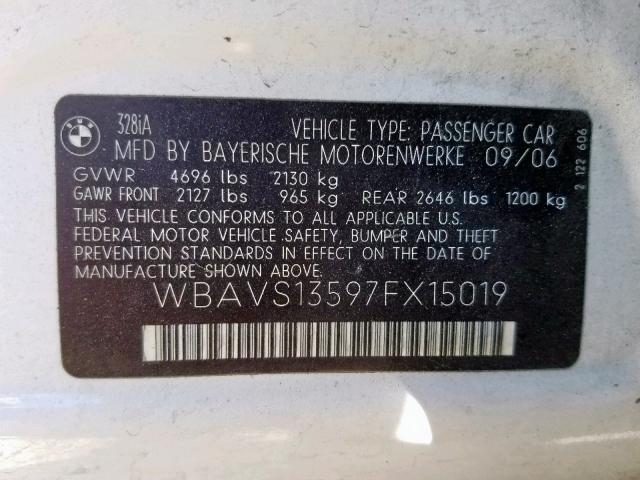 BMW
328iA VEHICLE TYPE: PASSENGER CAR
MFD BY BAYERISCHE MOTORENWERKE 09/06
GVWR 4696 lbs 2130 kg
GAWR FRONT 2127 lbs 965 kg REAR 2646 lbs 1200 kg
THIS VEHICLE CONFORMS TO ALL APPLICABLE U.S.
FEDERAL MOTOR VEHICLE SAFETY, BUMPER AND THEFT
PREVENTION STANDARDS IN EFFECT ON THE DATE OF
MANUFACTURE SHOWN ABOVE.
WBAVS13597FX15019
2 122 606